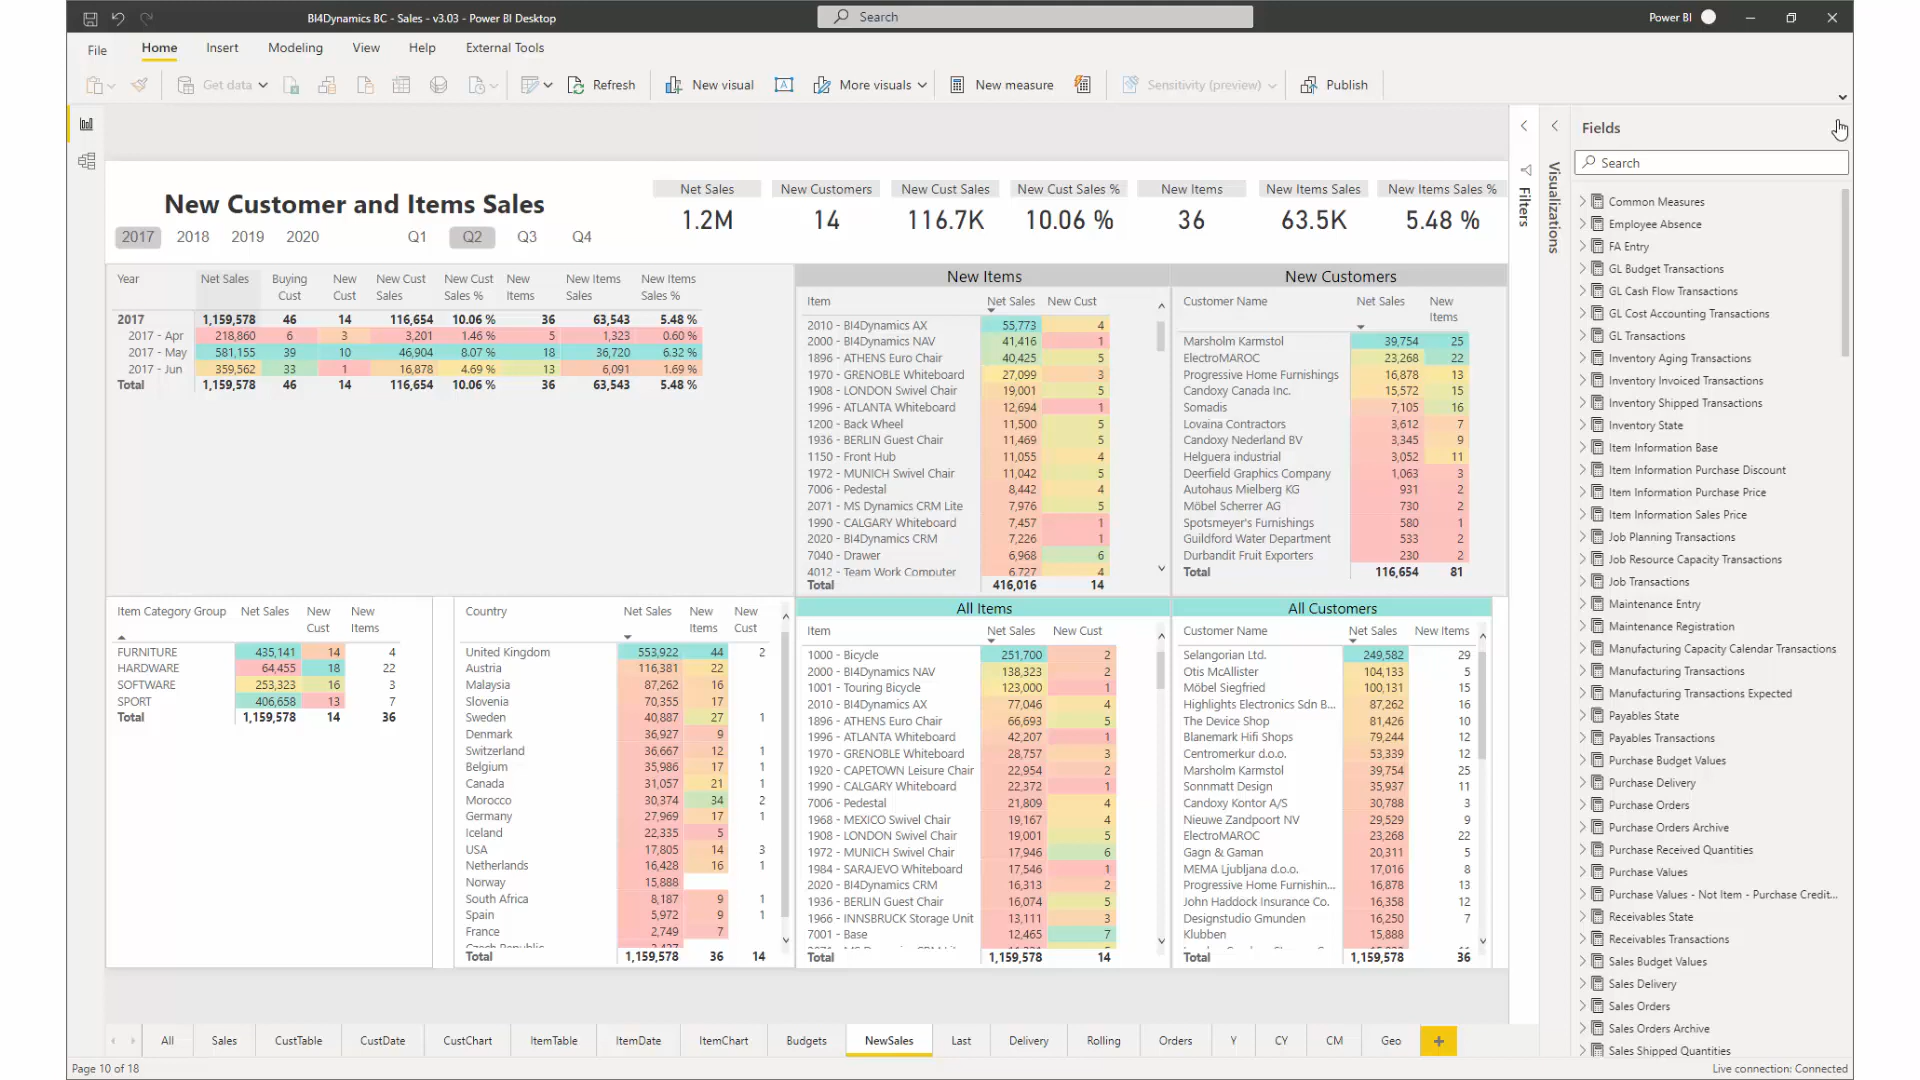 BI4Dynamics BC - Sales - v3.03 - Power BI Desktop
Search
Power BI
File Home Insert Modeling View Help External Tools
Get data Refresh New visual More visuals New measure Sensitivity (preview) Publish
New Customer and Items Sales
2017 2018 2019 2020 Q1 Q2 Q3 Q4
Net Sales New Customers New Cust Sales New Cust Sales % New Items New Items Sales New Items Sales %
1.2M 14 116.7K 10.06 % 36 63.5K 5.48 %
Year Net Sales Buying Cust New Cust New Cust Sales New Cust Sales % New Items New Items Sales New Items Sales %
2017 1,159,578 46 14 116,654 10.06 % 36 63,543 5.48 %
2017 - Apr 218,860 6 3 3,201 1.46 % 5 1,323 0.60 %
2017 - May 581,155 39 10 46,904 8.07 % 18 36,720 6.32 %
2017 - Jun 359,562 33 1 16,878 4.69 % 13 6,091 1.69 %
Total 1,159,578 46 14 116,654 10.06 % 36 63,543 5.48 %
New Items
Item Net Sales New Cust
2010 - BI4Dynamics AX 55,773 4
2000 - BI4Dynamics NAV 41,416 1
1896 - ATHENS Euro Chair 40,425 5
1970 - GRENOBLE Whiteboard 27,099 3
1908 - LONDON Swivel Chair 19,001 5
1996 - ATLANTA Whiteboard 12,694 1
1200 - Back Wheel 11,500 5
1936 - BERLIN Guest Chair 11,469 5
1150 - Front Hub 11,055 4
1972 - MUNICH Swivel Chair 11,042 5
7006 - Pedestal 8,442 4
2071 - MS Dynamics CRM Lite 7,976 5
1990 - CALGARY Whiteboard 7,457 1
2020 - BI4Dynamics CRM 7,226 1
7040 - Drawer 6,968 6
4012 - Team Work Computer 6,727 4
Total 416,016 14
New Customers
Customer Name Net Sales New Items
Marsholm Karmstol 39,754 25
ElectroMAROC 23,268 22
Progressive Home Furnishings 16,878 13
Candoxy Canada Inc. 15,572 15
Somadis 7,105 16
Lovaina Contractors 3,612 7
Candoxy Nederland BV 3,345 9
Helguera industrial 3,052 11
Deerfield Graphics Company 1,063 3
Autohaus Mielberg KG 931 2
Möbel Scherrer AG 730 2
Spotsmeyer's Furnishings 580 1
Guildford Water Department 533 2
Durbandit Fruit Exporters 230 2
Total 116,654 81
Item Category Group Net Sales New Cust New Items
FURNITURE 435,141 14 4
HARDWARE 64,455 18 22
SOFTWARE 253,323 16 3
SPORT 406,658 13 7
Total 1,159,578 14 36
Country Net Sales New Items New Cust
United Kingdom 553,922 44 2
Austria 116,381 22
Malaysia 87,262 16
Slovenia 70,355 17
Sweden 40,887 27 1
Denmark 36,927 9
Switzerland 36,667 12 1
Belgium 35,986 17 1
Canada 31,057 21 1
Morocco 30,374 34 2
Germany 27,969 17 1
Iceland 22,335 5
USA 17,805 14 3
Netherlands 16,428 16 1
Norway 15,888
South Africa 8,187 9 1
Spain 5,972 9 1
France 2,749 7
Total 1,159,578 36 14
All Items
Item Net Sales New Cust
1000 - Bicycle 251,700 2
2000 - BI4Dynamics NAV 138,323 2
1001 - Touring Bicycle 123,000 1
2010 - BI4Dynamics AX 77,046 4
1896 - ATHENS Euro Chair 66,693 5
1996 - ATLANTA Whiteboard 42,207 1
1970 - GRENOBLE Whiteboard 28,757 3
1920 - CAPETOWN Leisure Chair 22,954 2
1990 - CALGARY Whiteboard 22,372 1
7006 - Pedestal 21,809 4
1968 - MEXICO Swivel Chair 19,167 4
1908 - LONDON Swivel Chair 19,001 5
1972 - MUNICH Swivel Chair 17,946 6
1984 - SARAJEVO Whiteboard 17,546 1
2020 - BI4Dynamics CRM 16,313 2
1936 - BERLIN Guest Chair 16,074 5
1966 - INNSBRUCK Storage Unit 13,111 3
7001 - Base 12,465 7
Total 1,159,578 14
All Customers
Customer Name Net Sales New Items
Selangorian Ltd. 249,582 29
Otis McAllister 104,133 5
Möbel Siegfried 100,131 15
Highlights Electronics Sdn B... 87,262 16
The Device Shop 81,426 10
Blanemark Hifi Shops 79,244 12
Centromerkur d.o.o. 53,339 12
Marsholm Karmstol 39,754 25
Sonnmatt Design 35,937 11
Candoxy Kontor A/S 30,788 3
Nieuwe Zandpoort NV 29,529 9
ElectroMAROC 23,268 22
Gagn & Gaman 20,311 5
MEMA Ljubljana d.o.o. 17,016 8
Progressive Home Furnishin... 16,878 13
John Haddock Insurance Co. 16,358 12
Designstudio Gmunden 16,250 7
Klubben 15,888
Total 1,159,578 36
Filters
Visualizations
Fields
Search
Common Measures
Employee Absence
FA Entry
GL Budget Transactions
GL Cash Flow Transactions
GL Cost Accounting Transactions
GL Transactions
Inventory Aging Transactions
Inventory Invoiced Transactions
Inventory Shipped Transactions
Inventory State
Item Information Base
Item Information Purchase Discount
Item Information Purchase Price
Item Information Sales Price
Job Planning Transactions
Job Resource Capacity Transactions
Job Transactions
Maintenance Entry
Maintenance Registration
Manufacturing Capacity Calendar Transactions
Manufacturing Transactions
Manufacturing Transactions Expected
Payables State
Payables Transactions
Purchase Budget Values
Purchase Delivery
Purchase Orders
Purchase Orders Archive
Purchase Received Quantities
Purchase Values
Purchase Values - Not Item - Purchase Credit...
Receivables State
Receivables Transactions
Sales Budget Values
Sales Delivery
Sales Orders
Sales Orders Archive
Sales Shipped Quantities
All Sales CustTable CustDate CustChart ItemTable ItemDate ItemChart Budgets NewSales Last Delivery Rolling Orders Y CY CM Geo +
Page 10 of 18
Live connection: Connected